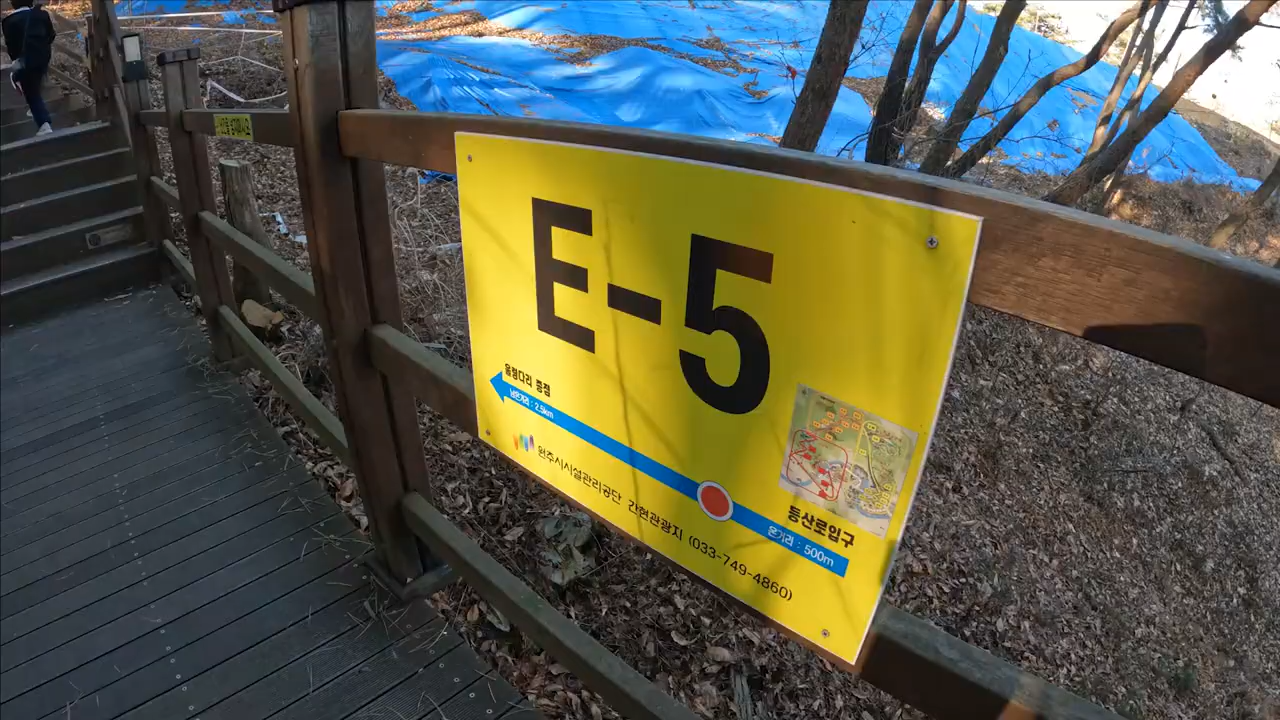 E-5
울렁다리 종점
남은거리 : 2.5km
등산로입구
온거리 : 500m
원주시시설관리공단 간현관광지 (033-749-4860)